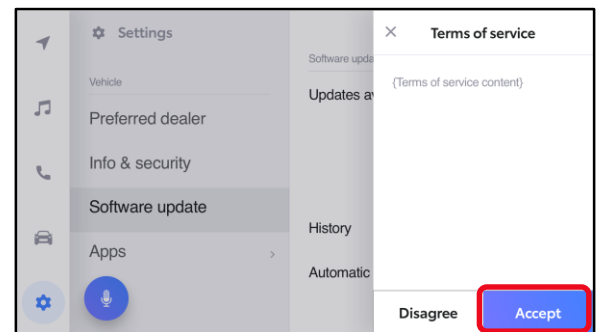 Settings
Vehicle
Preferred dealer
Info & security
Software update
Apps
Software upda
Updates av
History
Automatic
Terms of service
{Terms of service content}
Disagree
Accept